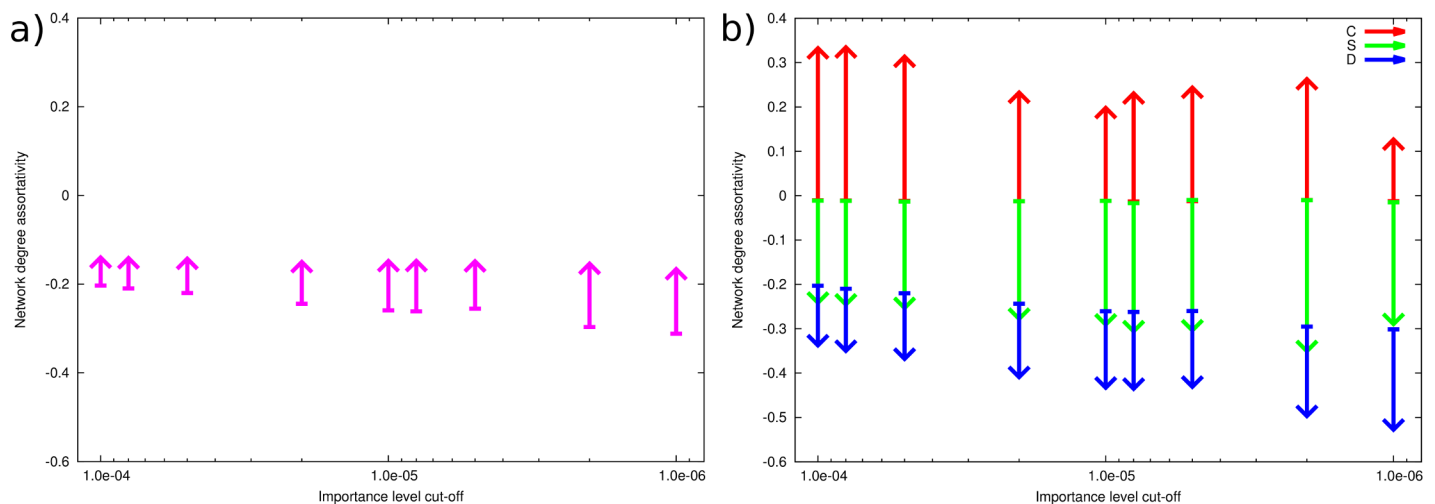 a)
0.4
0.2
0
-0.2
-0.4
-0.6
Network degree assortativity
1.0e-04
1.0e-05
1.0e-06
Importance level cut-off
b)
0.4
0.3
0.2
0.1
0
-0.1
-0.2
-0.3
-0.4
-0.5
-0.6
Network degree assortativity
C
S
D
1.0e-04
1.0e-05
1.0e-06
Importance level cut-off